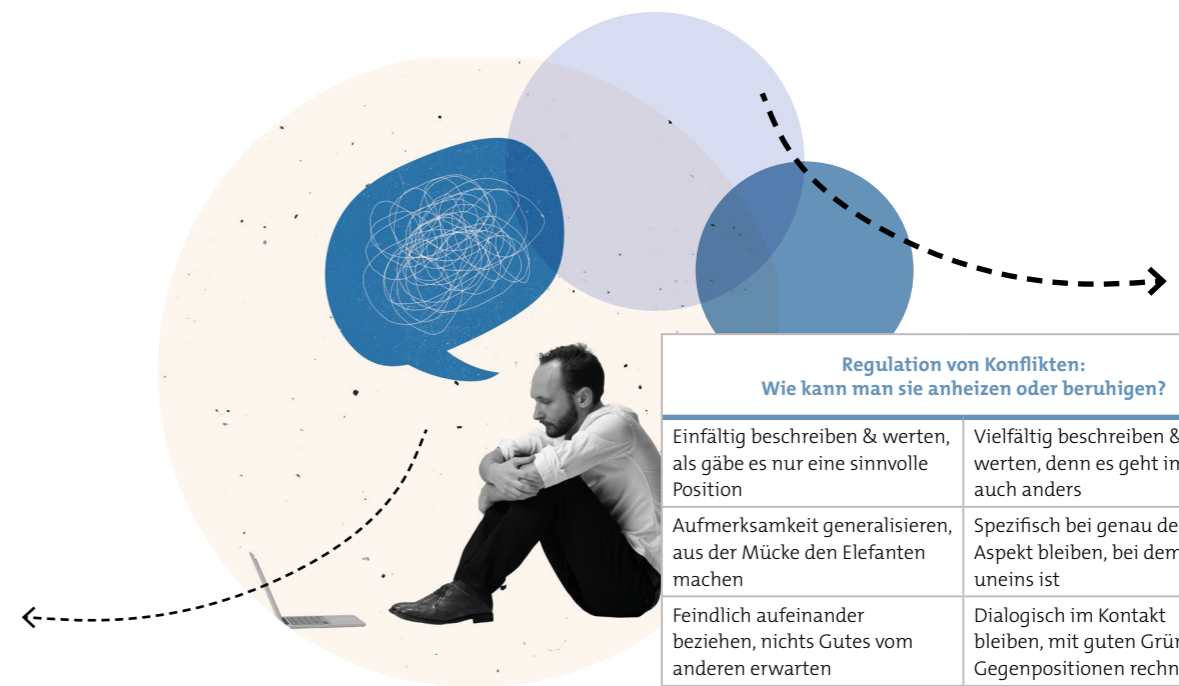 Regulation von Konflikten:
Wie kann man sie anheizen oder beruhigen?
Einfältig beschreiben & werten,
als gäbe es nur eine sinnvolle
Position
Vielfältig beschreiben &
werten, denn es geht
auch anders
Aufmerksamkeit generalisieren,
aus der Mücke den Elefanten
machen
Spezifisch bei genau
Aspekt bleiben, bei
uneins ist
Feindlich aufeinander
beziehen, nichts Gutes vom
anderen erwarten
Dialogisch im Kontakt
bleiben, mit guten
Gegenpositionen